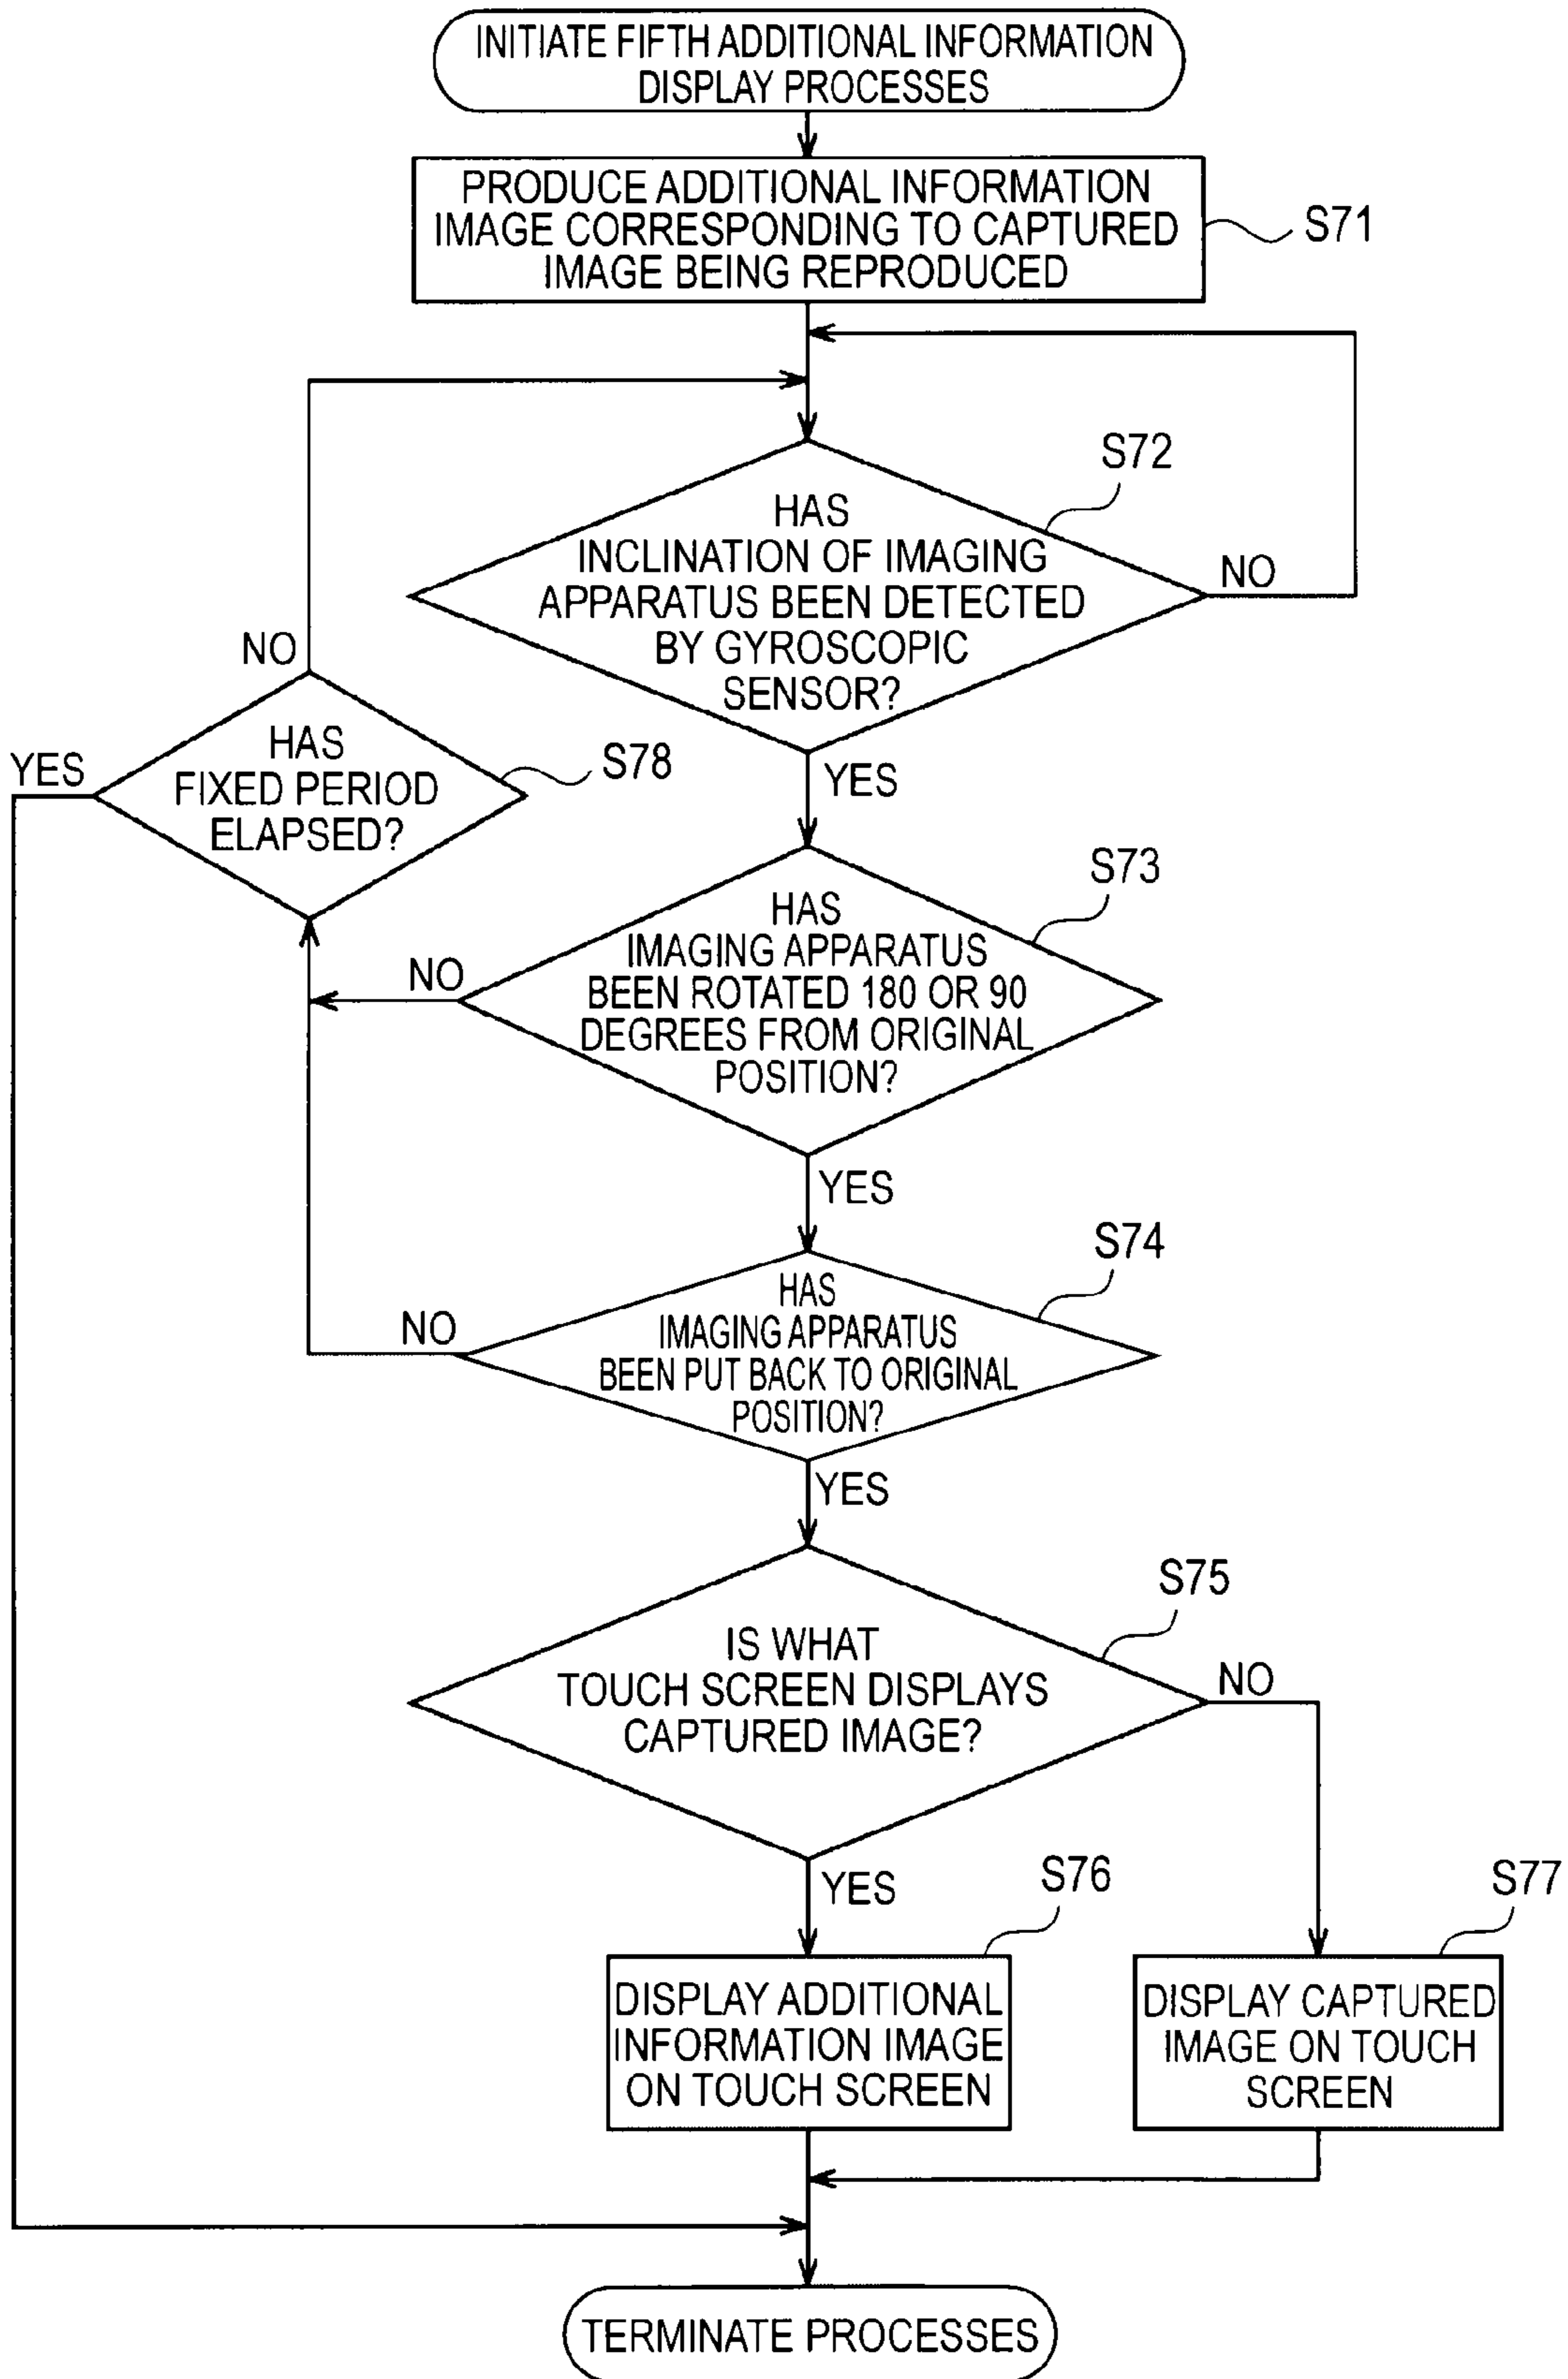 INITIATE FIFTH ADDITIONAL INFORMATION
DISPLAY PROCESSES
PRODUCE ADDITIONAL INFORMATION
IMAGE CORRESPONDING TO CAPTURED
IMAGE BEING REPRODUCED
S71
S72
HAS
INCLINATION OF IMAGING
APPARATUS BEEN DETECTED
BY GYROSCOPIC
SENSOR?
NO
YES
NO
HAS
FIXED PERIOD
ELAPSED?
YES
S78
S73
HAS
IMAGING APPARATUS
BEEN ROTATED 180 OR 90
DEGREES FROM ORIGINAL
POSITION?
NO
YES
S74
HAS
IMAGING APPARATUS
BEEN PUT BACK TO ORIGINAL
POSITION?
NO
YES
S75
IS WHAT
TOUCH SCREEN DISPLAYS
CAPTURED IMAGE?
NO
YES
S76
DISPLAY ADDITIONAL
INFORMATION IMAGE
ON TOUCH SCREEN
S77
DISPLAY CAPTURED
IMAGE ON TOUCH
SCREEN
TERMINATE PROCESSES